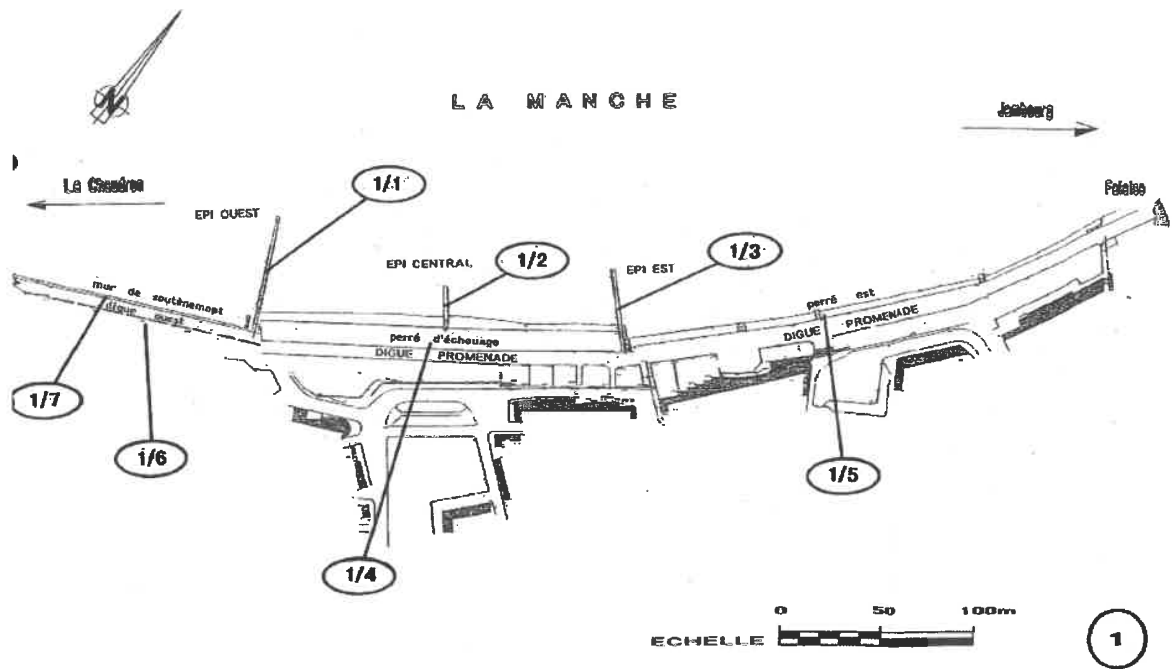 N
LA MANCHE
EPI OUEST
1/1
EPI CENTRAL
1/2
EPI EST
1/3
Falaise
mur de soutènement
digue ouest
perré d'échouage
DIGUE PROMENADE
perré est
DIGUE PROMENADE
1/7
1/6
1/5
1/4
0 50 100m
ECHELLE
1